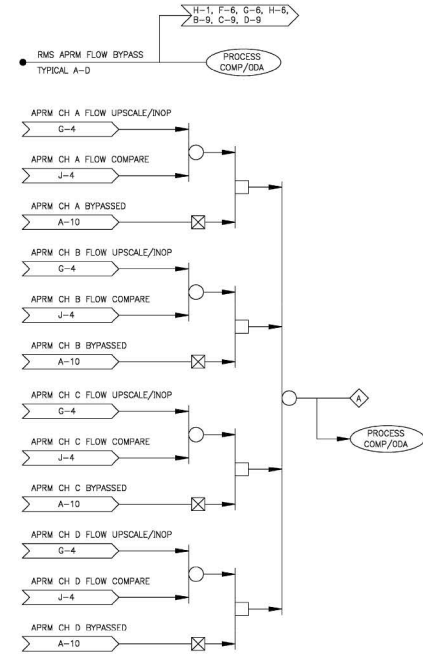 H-1, F-6, G-6, H-6,
B-9, C-9, D-9
RMS APRM FLOW BYPASS
TYPICAL A-D
PROCESS
COMP/ODA
APRM CH A FLOW UPSCALE/INOP
G-4
APRM CH A FLOW COMPARE
J-4
APRM CH A BYPASSED
A-10
APRM CH B FLOW UPSCALE/INOP
G-4
APRM CH B FLOW COMPARE
J-4
APRM CH B BYPASSED
A-10
APRM CH C FLOW UPSCALE/INOP
G-4
APRM CH C FLOW COMPARE
J-4
APRM CH C BYPASSED
A-10
A
PROCESS
COMP/ODA
APRM CH D FLOW UPSCALE/INOP
G-4
APRM CH D FLOW COMPARE
J-4
APRM CH D BYPASSED
A-10